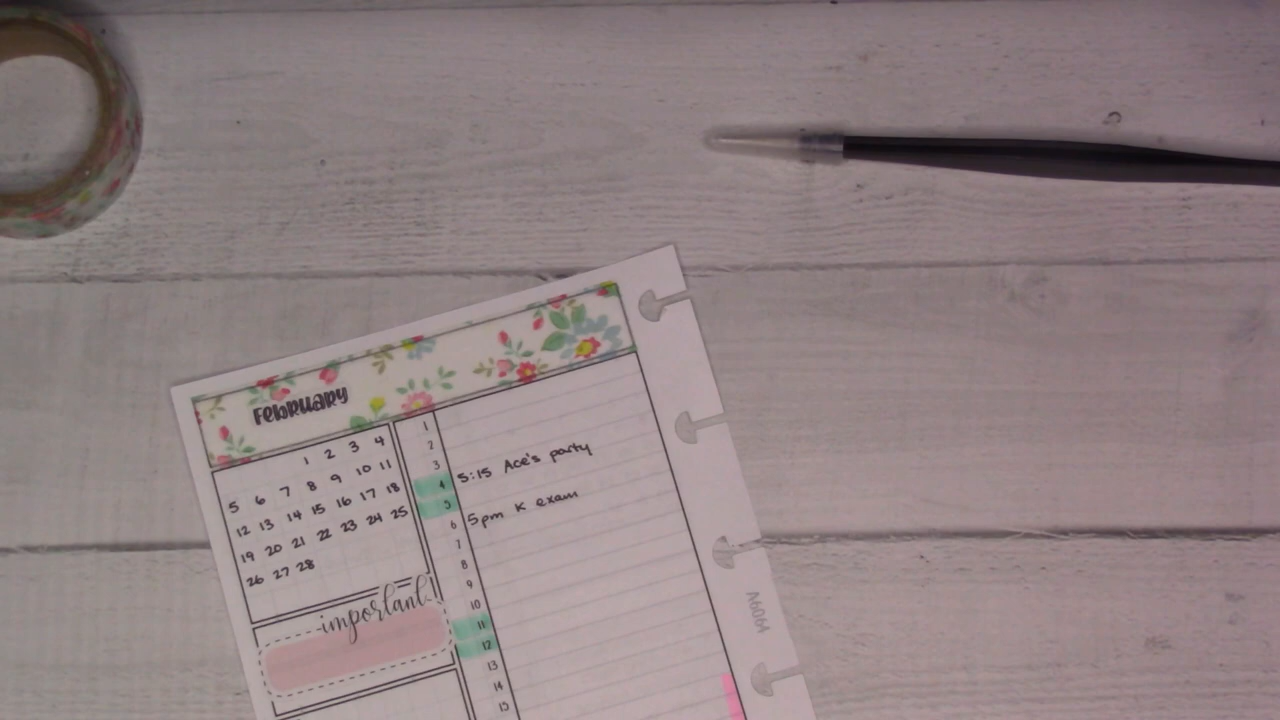 February
1 2 3 4
5 6 7 8 9 10 11
12 13 14 15 16 17 18
19 20 21 22 23 24 25
26 27 28
important
1
2
3
4 5:15 Ace's party
5
6 5pm K exam
7
8
9
10
11
12
13
14
15
A6064